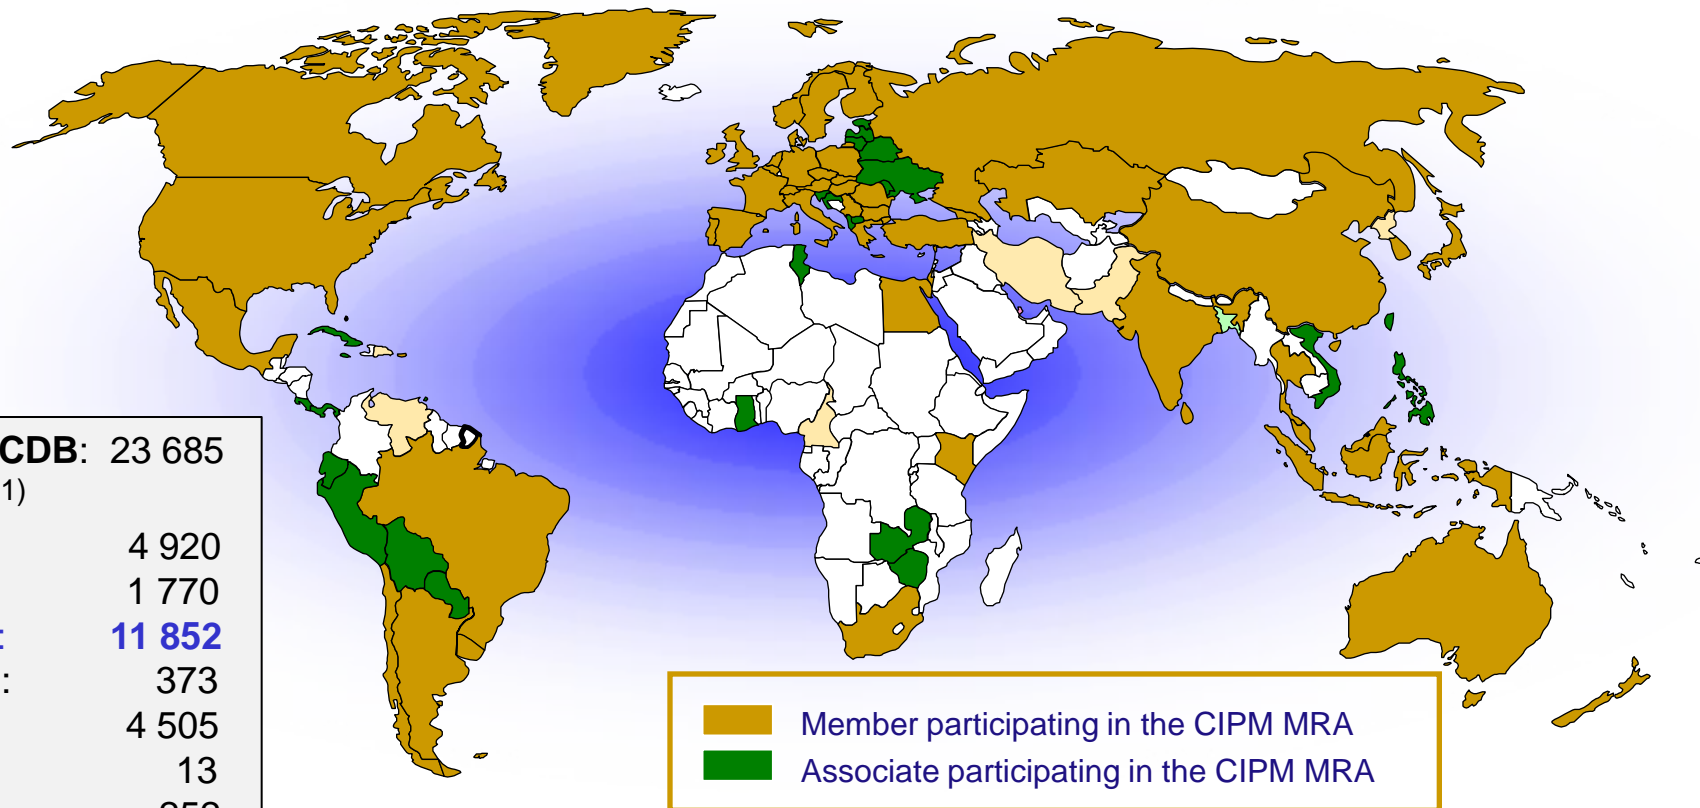 CDB: 23 685
1)
4 920
1 770
: 11 852
: 373
4 505
13
Member participating in the CIPM MRA
Associate participating in the CIPM MRA